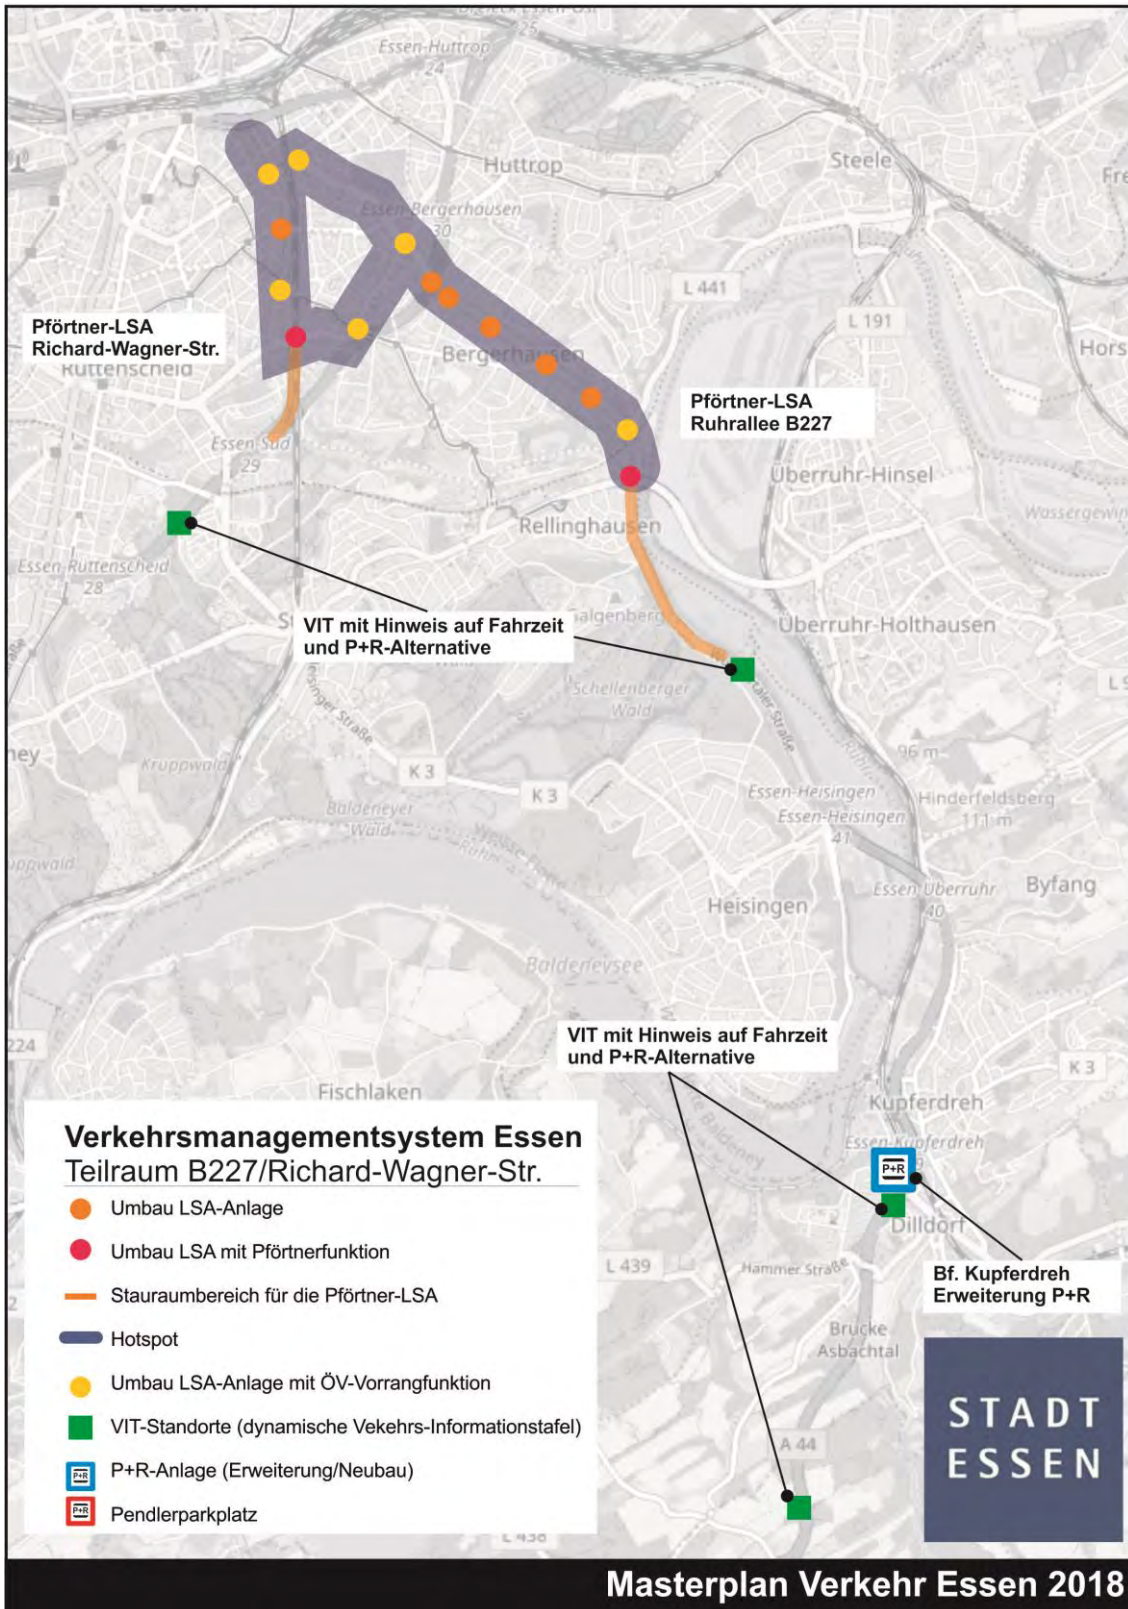 Essen-Huttrop
24
25
Huttrop
Steele
Essen-Bergerhausen
30
L 441
L 191
Pförtner-LSA
Richard-Wagner-Str.
Rüttenscheid
Bergerhausen
Pförtner-LSA
Ruhrallee B227
Essen-Süd
29
Überruhr-Hinsel
Rellinghausen
Essen-Rüttenscheid
28
VIT mit Hinweis auf Fahrzeit
und P+R-Alternative
Überruhr-Holthausen
Schellenberger
Wald
K 3
K 3
Kruppwald
Baldeneyer
Wald
96 m
Hinderfeldsberg
111 m
Essen-Heisingen
Essen-Heisingen
41
Essen-Überruhr
40
Byfang
Heisingen
Baldeneysee
224
VIT mit Hinweis auf Fahrzeit
und P+R-Alternative
K 3
Fischlaken
Kupferdreh
Essen-Kupferdreh
P+R
Dilldorf
L 439
Hammer Straße
Bf. Kupferdreh
Erweiterung P+R
Brücke
Asbachtal
A 44
L 438
Verkehrsmanagementsystem Essen
Teilraum B227/Richard-Wagner-Str.
Umbau LSA-Anlage
Umbau LSA mit Pförtnerfunktion
Stauraumbereich für die Pförtner-LSA
Hotspot
Umbau LSA-Anlage mit ÖV-Vorrangfunktion
VIT-Standorte (dynamische Vekehrs-Informationstafel)
P+R P+R-Anlage (Erweiterung/Neubau)
P+R Pendlerparkplatz
STADT
ESSEN
Masterplan Verkehr Essen 2018